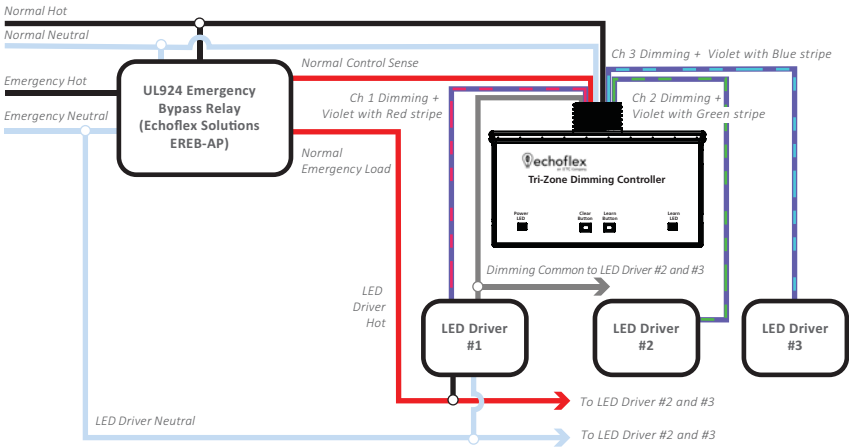 Normal Hot
Normal Neutral
Emergency Hot
Emergency Neutral
UL924 Emergency
Bypass Relay
(Echoflex Solutions
EREB-AP)
Normal Control Sense
Normal
Emergency Load
Ch 1 Dimming +
Violet with Red stripe
Ch 3 Dimming + Violet with Blue stripe
Ch 2 Dimming +
Violet with Green stripe
echoflex
Tri-Zone Dimming Controller
Power
LED
Clear
Button
Learn
Button
Learn
LED
Dimming Common to LED Driver #2 and #3
LED
Driver
Hot
LED Driver
#1
LED Driver
#2
LED Driver
#3
To LED Driver #2 and #3
LED Driver Neutral
To LED Driver #2 and #3